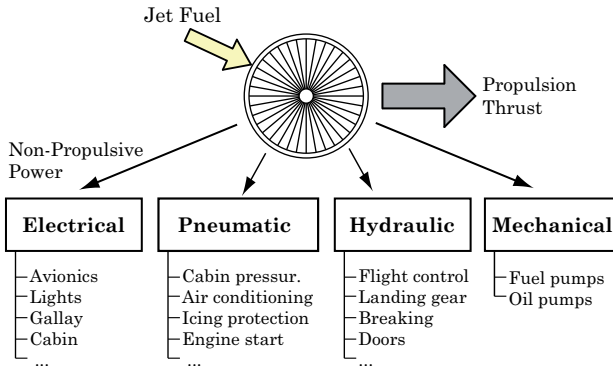 Jet Fuel
Propulsion
Thrust
Non-Propulsive
Power
Electrical
Avionics
Lights
Gallay
Cabin
...
Pneumatic
Cabin pressur.
Air conditioning
Icing protection
Engine start
...
Hydraulic
Flight control
Landing gear
Breaking
Doors
...
Mechanical
Fuel pumps
Oil pumps